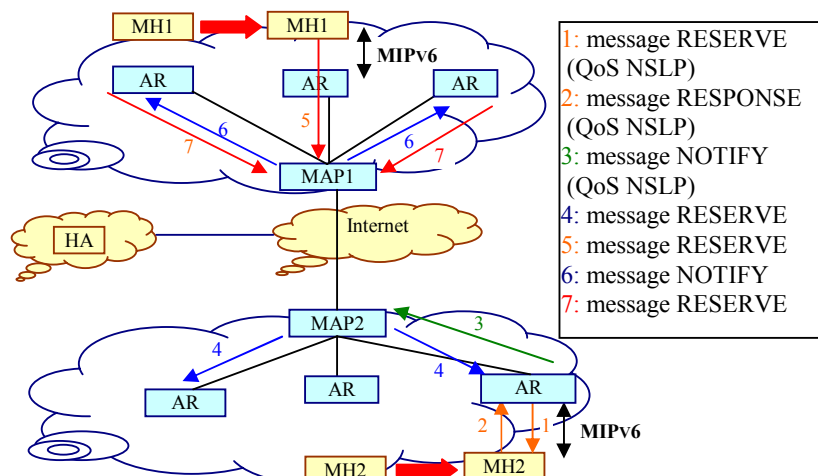 MH1
MH1
MIPv6
AR
AR
AR
7
6
5
6
7
MAP1
HA
Internet
MAP2
4
3
4
AR
AR
AR
2
1
MIPv6
MH2
MH2
1: message RESERVE
(QoS NSLP)
2: message RESPONSE
(QoS NSLP)
3: message NOTIFY
(QoS NSLP)
4: message RESERVE
5: message RESERVE
6: message NOTIFY
7: message RESERVE